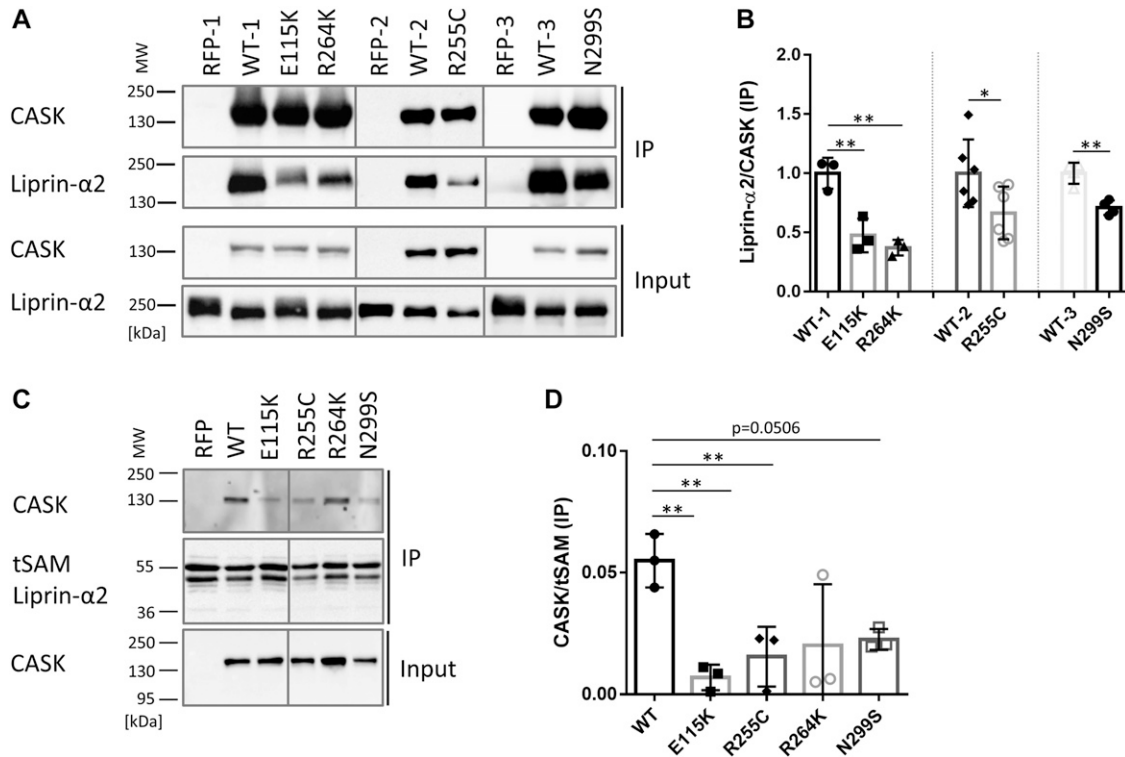 A
MW
RFP-1
WT-1
E115K
R264K
RFP-2
WT-2
R255C
RFP-3
WT-3
N299S
CASK
250
130
IP
Liprin-α2
250
130
CASK
130
Input
Liprin-α2
250
[kDa]
B
Liprin-α2/CASK (IP)
2.0
1.5
1.0
0.5
0.0
**
**
*
**
WT-1
E115K
R264K
WT-2
R255C
WT-3
N299S
C
MW
RFP
WT
E115K
R255C
R264K
N299S
CASK
250
130
IP
tSAM
Liprin-α2
55
36
CASK
250
130
95
Input
[kDa]
D
CASK/tSAM (IP)
0.10
0.05
0.00
p=0.0506
**
**
**
WT
E115K
R255C
R264K
N299S